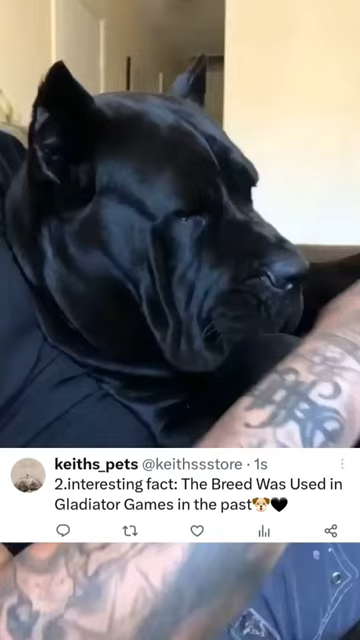 keiths_pets @keithssstore · 1s
2.interesting fact: The Breed Was Used in
Gladiator Games in the past🐶🖤